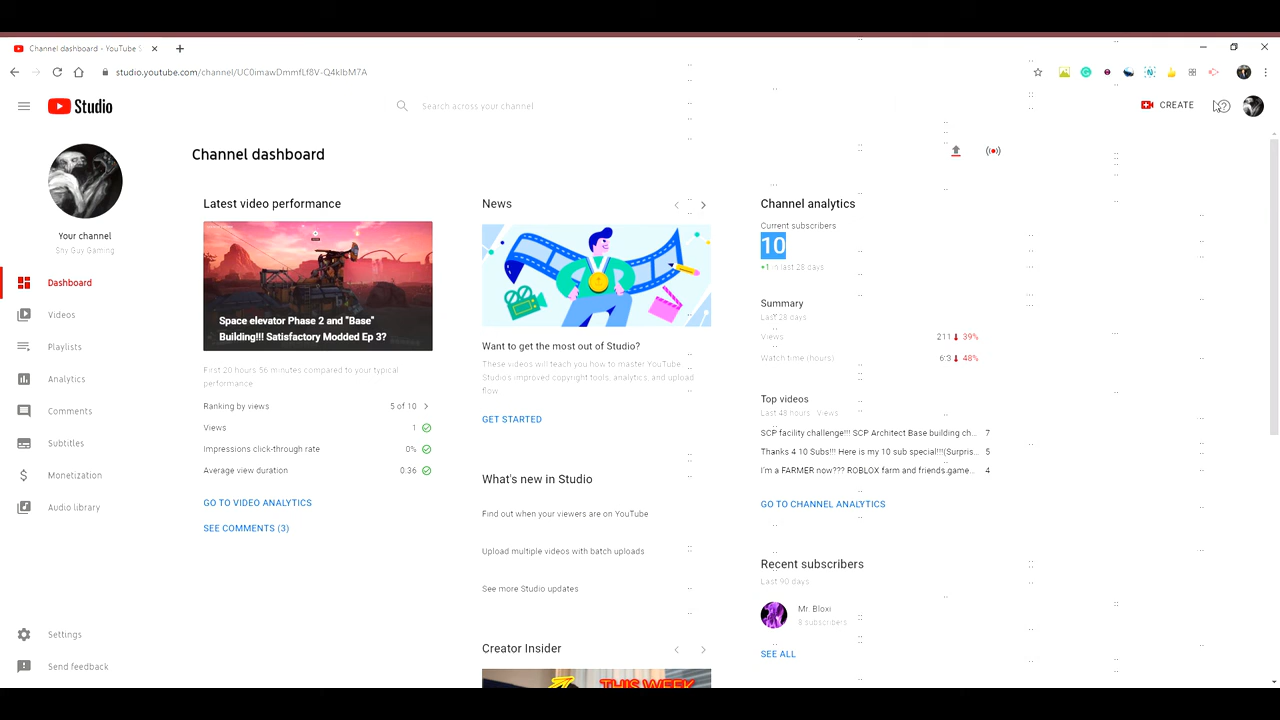 Channel dashboard - YouTube S
studio.youtube.com/channel/UC0imawDmmfLf8V-Q4kIbM7A
Studio
Search across your channel
CREATE
Channel dashboard
Your channel
Shy Guy Gaming
Dashboard
Videos
Playlists
Analytics
Comments
Subtitles
Monetization
Audio library
Settings
Send feedback
Latest video performance
Space elevator Phase 2 and "Base"
Building!!! Satisfactory Modded Ep 3?
First 20 hours 56 minutes compared to your typical
performance
Ranking by views 5 of 10
Views 1
Impressions click-through rate 0%
Average view duration 0:36
GO TO VIDEO ANALYTICS
SEE COMMENTS (3)
News
Want to get the most out of Studio?
These videos will teach you how to master YouTube
Studio's improved copyright tools, analytics, and upload
flow
GET STARTED
What's new in Studio
Find out when your viewers are on YouTube
Upload multiple videos with batch uploads
See more Studio updates
Creator Insider
THIS WEEK
Channel analytics
Current subscribers
10
+1 in last 28 days
Summary
Last 28 days
Views 211 39%
Watch time (hours) 6.3 48%
Top videos
Last 48 hours · Views
SCP facility challenge!!! SCP Architect Base building ch... 7
Thanks 4 10 Subs!!! Here is my 10 sub special!!!(Surpris... 5
I'm a FARMER now??? ROBLOX farm and friends.game... 4
GO TO CHANNEL ANALYTICS
Recent subscribers
Last 90 days
Mr. Bloxi
8 subscribers
SEE ALL